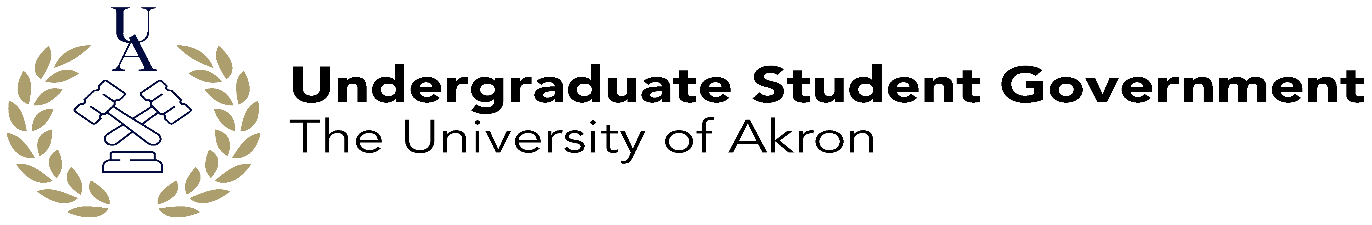 UA
Undergraduate Student Government
The University of Akron